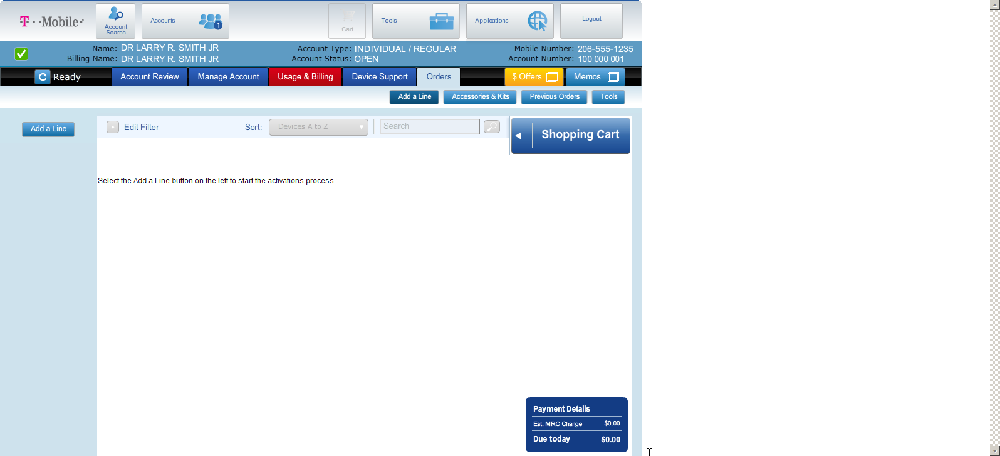 T··Mobile·
Account
Search
Accounts
1
Cart
Tools
Applications
Logout
Name: DR LARRY R. SMITH JR
Billing Name: DR LARRY R. SMITH JR
Account Type: INDIVIDUAL / REGULAR
Account Status: OPEN
Mobile Number: 206-555-1235
Account Number: 100 000 001
Ready
Account Review
Manage Account
Usage & Billing
Device Support
Orders
$ Offers
Memos
Add a Line
Accessories & Kits
Previous Orders
Tools
Add a Line
Edit Filter
Sort:
Devices A to Z
Search
Shopping Cart
Select the Add a Line button on the left to start the activations process
Payment Details
Est. MRC Change $0.00
Due today $0.00